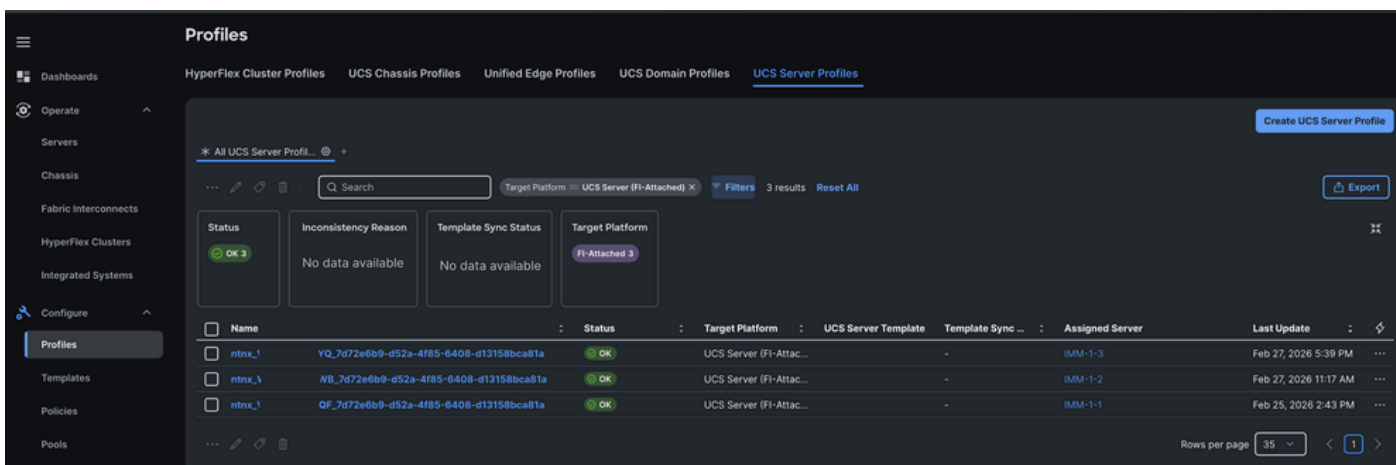 Profiles
HyperFlex Cluster Profiles UCS Chassis Profiles Unified Edge Profiles UCS Domain Profiles UCS Server Profiles
Dashboards
Operate
Servers
Chassis
Fabric Interconnects
HyperFlex Clusters
Integrated Systems
Configure
Profiles
Templates
Policies
Pools
Create UCS Server Profile
All UCS Server Profil... +
Search Target Platform = UCS Server (FI-Attached) × Filters 3 results Reset All Export
Status Inconsistency Reason Template Sync Status Target Platform
OK 3 No data available No data available FI-Attached 3
Name Status Target Platform UCS Server Template Template Sync ... Assigned Server Last Update
ntnx_ YQ_7d72e6b9-d52a-4f85-6408-d13158bca81a OK UCS Server (FI-Attac... - IMM-1-3 Feb 27, 2026 5:39 PM ...
ntnx_ WB_7d72e6b9-d52a-4f85-6408-d13158bca81a OK UCS Server (FI-Attac... - IMM-1-2 Feb 27, 2026 11:17 AM ...
ntnx_ QF_7d72e6b9-d52a-4f85-6408-d13158bca81a OK UCS Server (FI-Attac... - IMM-1-1 Feb 25, 2026 2:43 PM ...
Rows per page 35 < 1 >